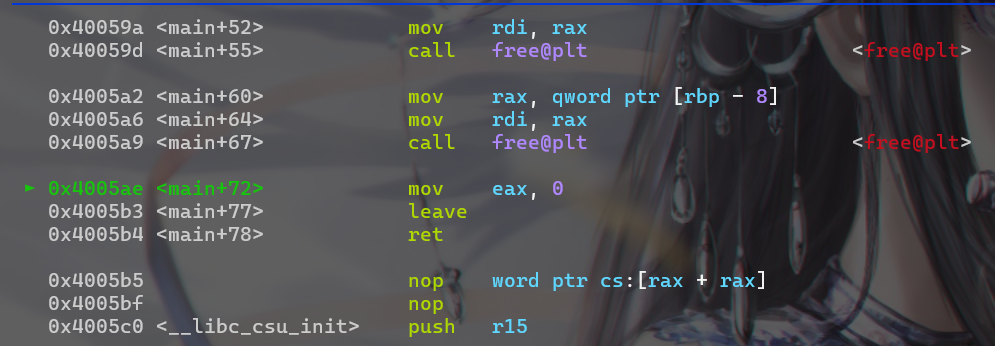 0x40059a <main+52> mov rdi, rax
0x40059d <main+55> call free@plt <free@plt>
0x4005a2 <main+60> mov rax, qword ptr [rbp - 8]
0x4005a6 <main+64> mov rdi, rax
0x4005a9 <main+67> call free@plt <free@plt>
► 0x4005ae <main+72> mov eax, 0
0x4005b3 <main+77> leave
0x4005b4 <main+78> ret
0x4005b5 nop word ptr cs:[rax + rax]
0x4005bf nop
0x4005c0 <__libc_csu_init> push r15